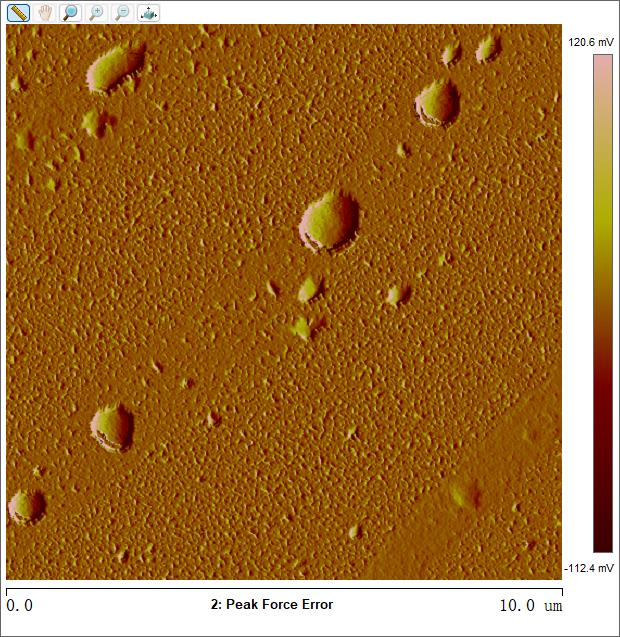 120.6 mV
-112.4 mV
0.0
2: Peak Force Error
10.0 um